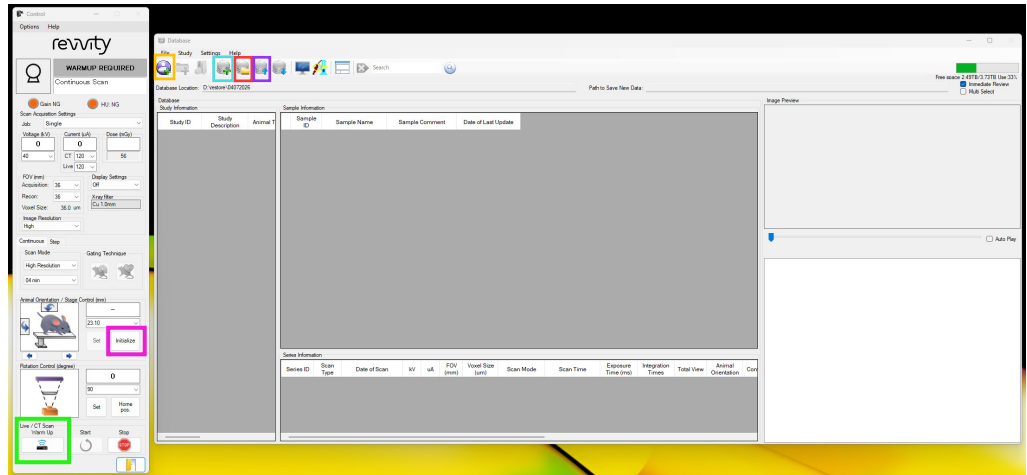 Control
Options Help
revvity
WARMUP REQUIRED
Continuous Scan
Gain NG HU: NG
Scan Acquisition Settings
Job: Single
Voltage (kV) Current (uA) Dose (mGy)
0 0
40 CT: 120 56
Live 120
FOV (mm) Display Settings
Acquisition: 36 Off
Recon: 36 X-ray filter
Voxel Size: 36.0 um Cu 1.0mm
Image Resolution
High
Continuous Step
Scan Mode Gating Technique
High Resolution
04 min
Animal Orientation / Stage Control (mm)
--
23.10
Set Initialize
Rotation Control (degree)
0
90
Set Home pos.
Live / CT Scan
Warm Up Start Stop
STOP
Database
File Study Settings Help
Search
Free space 2.49TB/3.73TB Use:33%
Database Location: Path to Save New Data:
Immediate Review
Multi Select
Database
Study Information
Study ID Study Description Animal T
Sample Information
Sample ID Sample Name Sample Comment Date of Last Update
Image Preview
Auto Play
Series Information
Series ID Scan Type Date of Scan kV uA FOV (mm) Voxel Size (um) Scan Mode Scan Time Exposure Time (ms) Integration Times Total View Animal Orientation Con